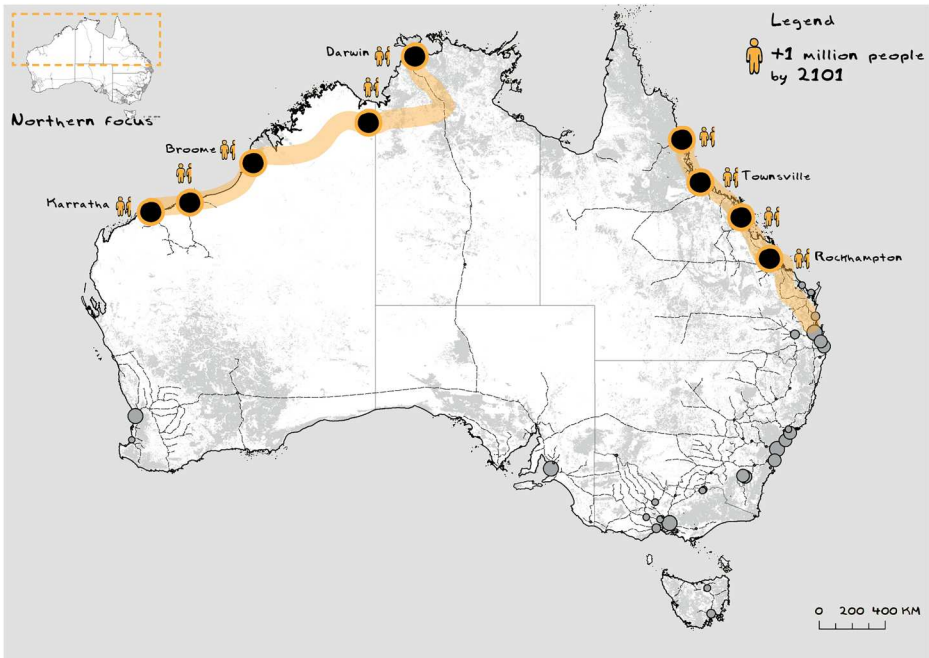 Northern focus
Legend
+1 million people
by 2101
Darwin
Broome
Karratha
Townsville
Rockhampton
0 200 400 KM